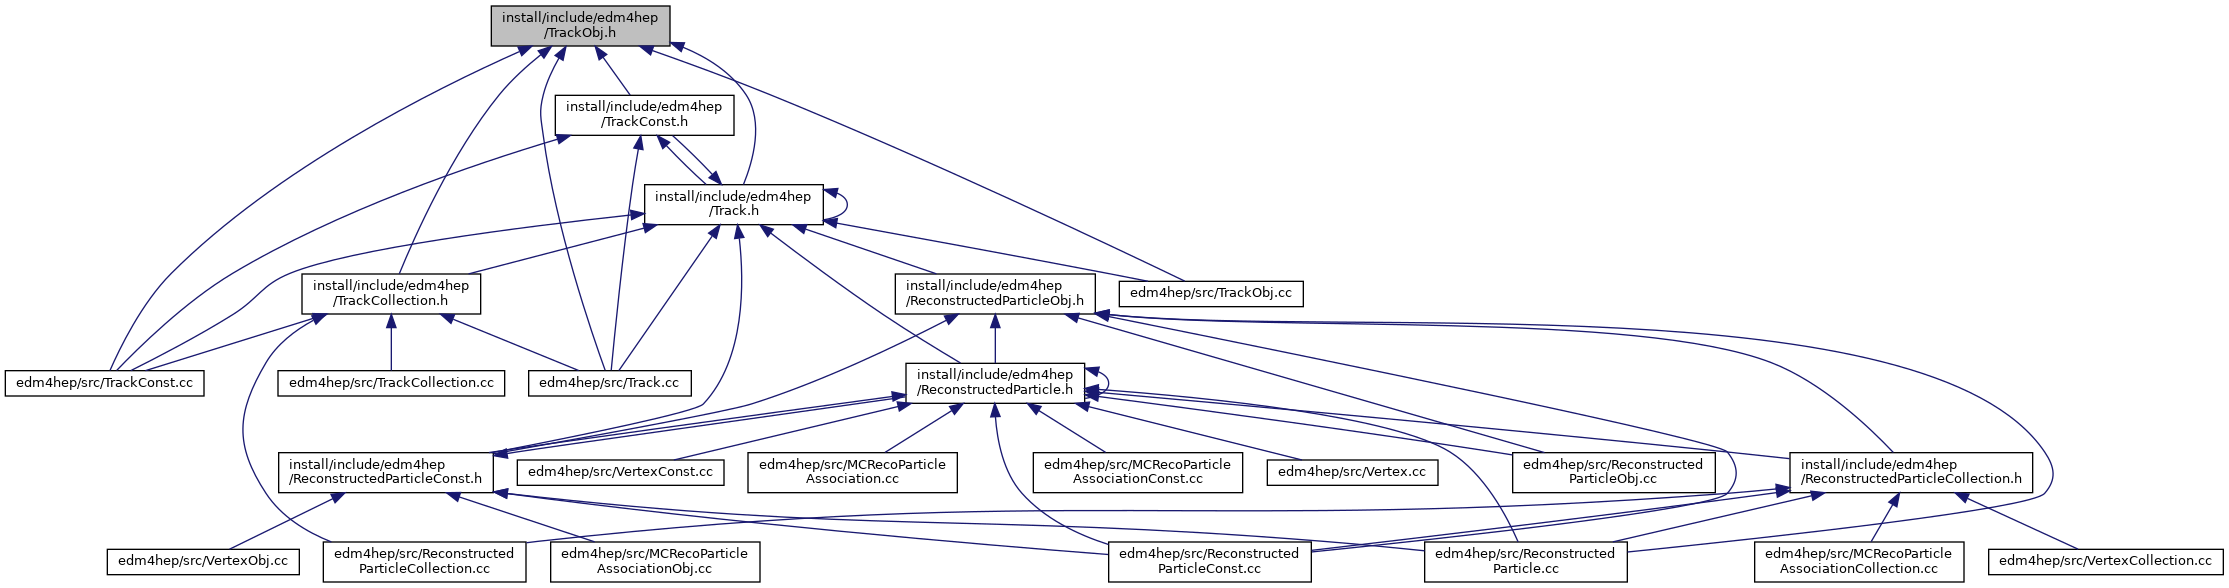 install/include/edm4hep
/TrackObj.h
install/include/edm4hep
/TrackConst.h
install/include/edm4hep
/Track.h
install/include/edm4hep
/TrackCollection.h
install/include/edm4hep
/ReconstructedParticleObj.h
edm4hep/src/TrackObj.cc
edm4hep/src/TrackConst.cc
edm4hep/src/TrackCollection.cc
edm4hep/src/Track.cc
install/include/edm4hep
/ReconstructedParticle.h
install/include/edm4hep
/ReconstructedParticleConst.h
edm4hep/src/VertexConst.cc
edm4hep/src/MCRecoParticle
Association.cc
edm4hep/src/MCRecoParticle
AssociationConst.cc
edm4hep/src/Vertex.cc
edm4hep/src/Reconstructed
ParticleObj.cc
install/include/edm4hep
/ReconstructedParticleCollection.h
edm4hep/src/VertexObj.cc
edm4hep/src/Reconstructed
ParticleCollection.cc
edm4hep/src/MCRecoParticle
AssociationObj.cc
edm4hep/src/Reconstructed
ParticleConst.cc
edm4hep/src/Reconstructed
Particle.cc
edm4hep/src/MCRecoParticle
AssociationCollection.cc
edm4hep/src/VertexCollection.cc